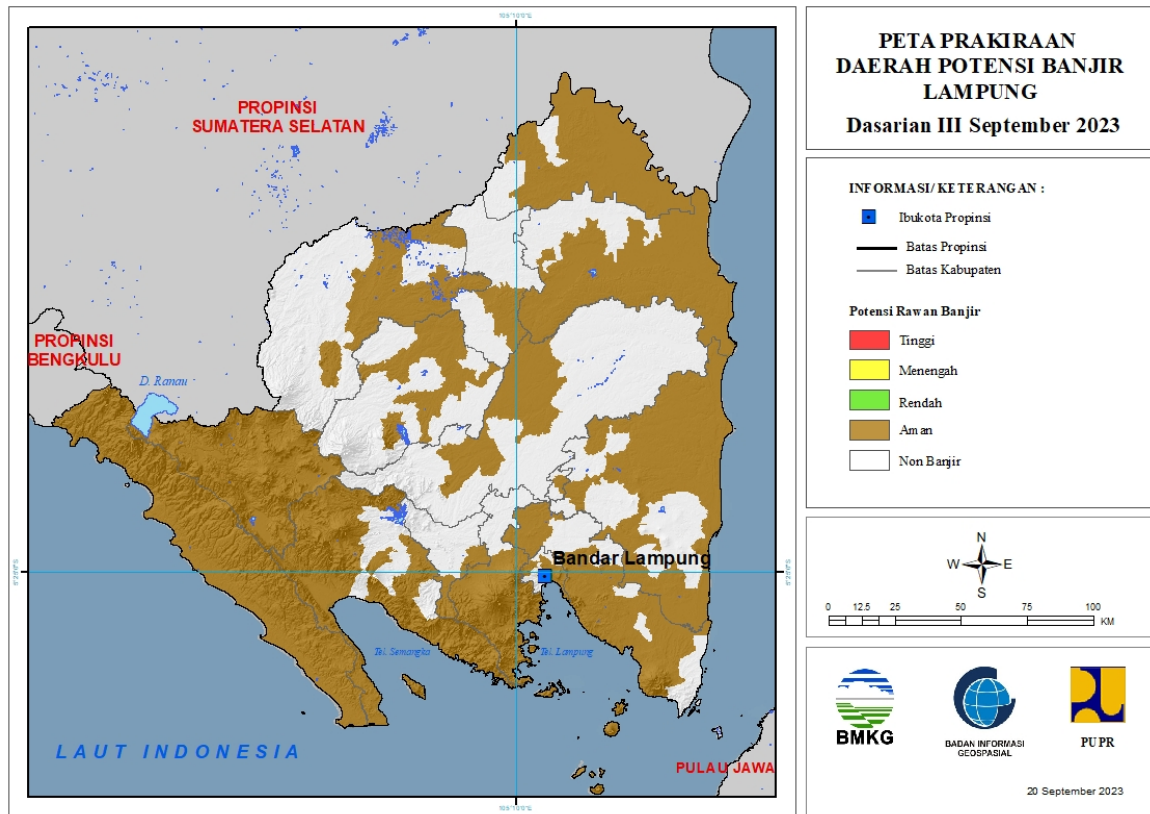 PETA PRAKIRAAN
DAERAH POTENSI BANJIR
LAMPUNG
Dasarian III September 2023
INFORMASI/ KETERANGAN :
Ibukota Propinsi
Batas Propinsi
Batas Kabupaten
Potensi Rawan Banjir
Tinggi
Menengah
Rendah
Aman
Non Banjir
N
W E
S
0 12.5 25 50 75 100
KM
BMKG
BADAN INFORMASI
GEOSPASIAL
PUPR
20 September 2023
PROPINSI
SUMATERA SELATAN
PROPINSI
BENGKULU
D. Ranau
Bandar Lampung
Tel. Semangka
Tel. Lampung
LAUT INDONESIA
PULAU JAWA